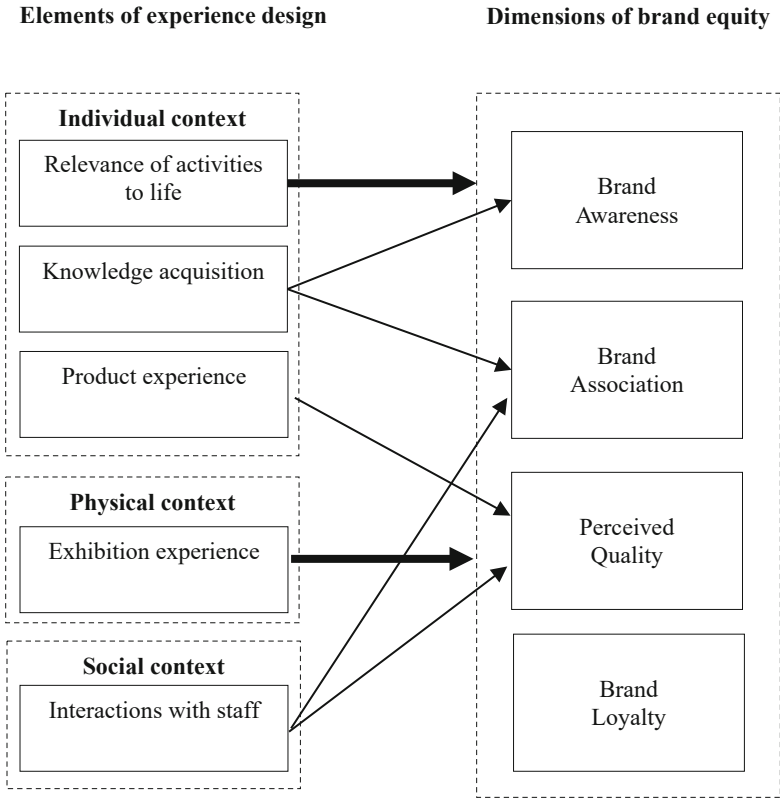 Elements of experience design
Dimensions of brand equity
Individual context
Relevance of activities
to life
Knowledge acquisition
Product experience
Physical context
Exhibition experience
Social context
Interactions with staff
Brand
Awareness
Brand
Association
Perceived
Quality
Brand
Loyalty